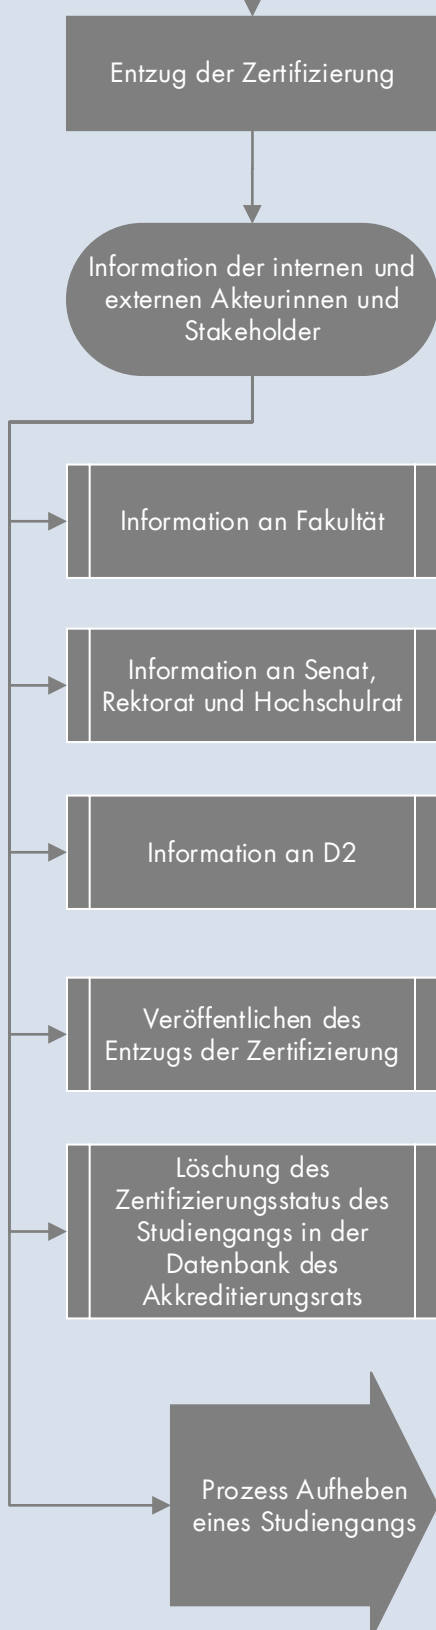 Entzug der Zertifizierung
Information der internen und
externen Akteurinnen und
Stakeholder
Information an Fakultät
Information an Senat,
Rektorat und Hochschulrat
Information an D2
Veröffentlichen des
Entzugs der Zertifizierung
Löschung des
Zertifizierungsstatus des
Studiengangs in der
Datenbank des
Akkreditierungsrats
Prozess Aufheben
eines Studiengangs